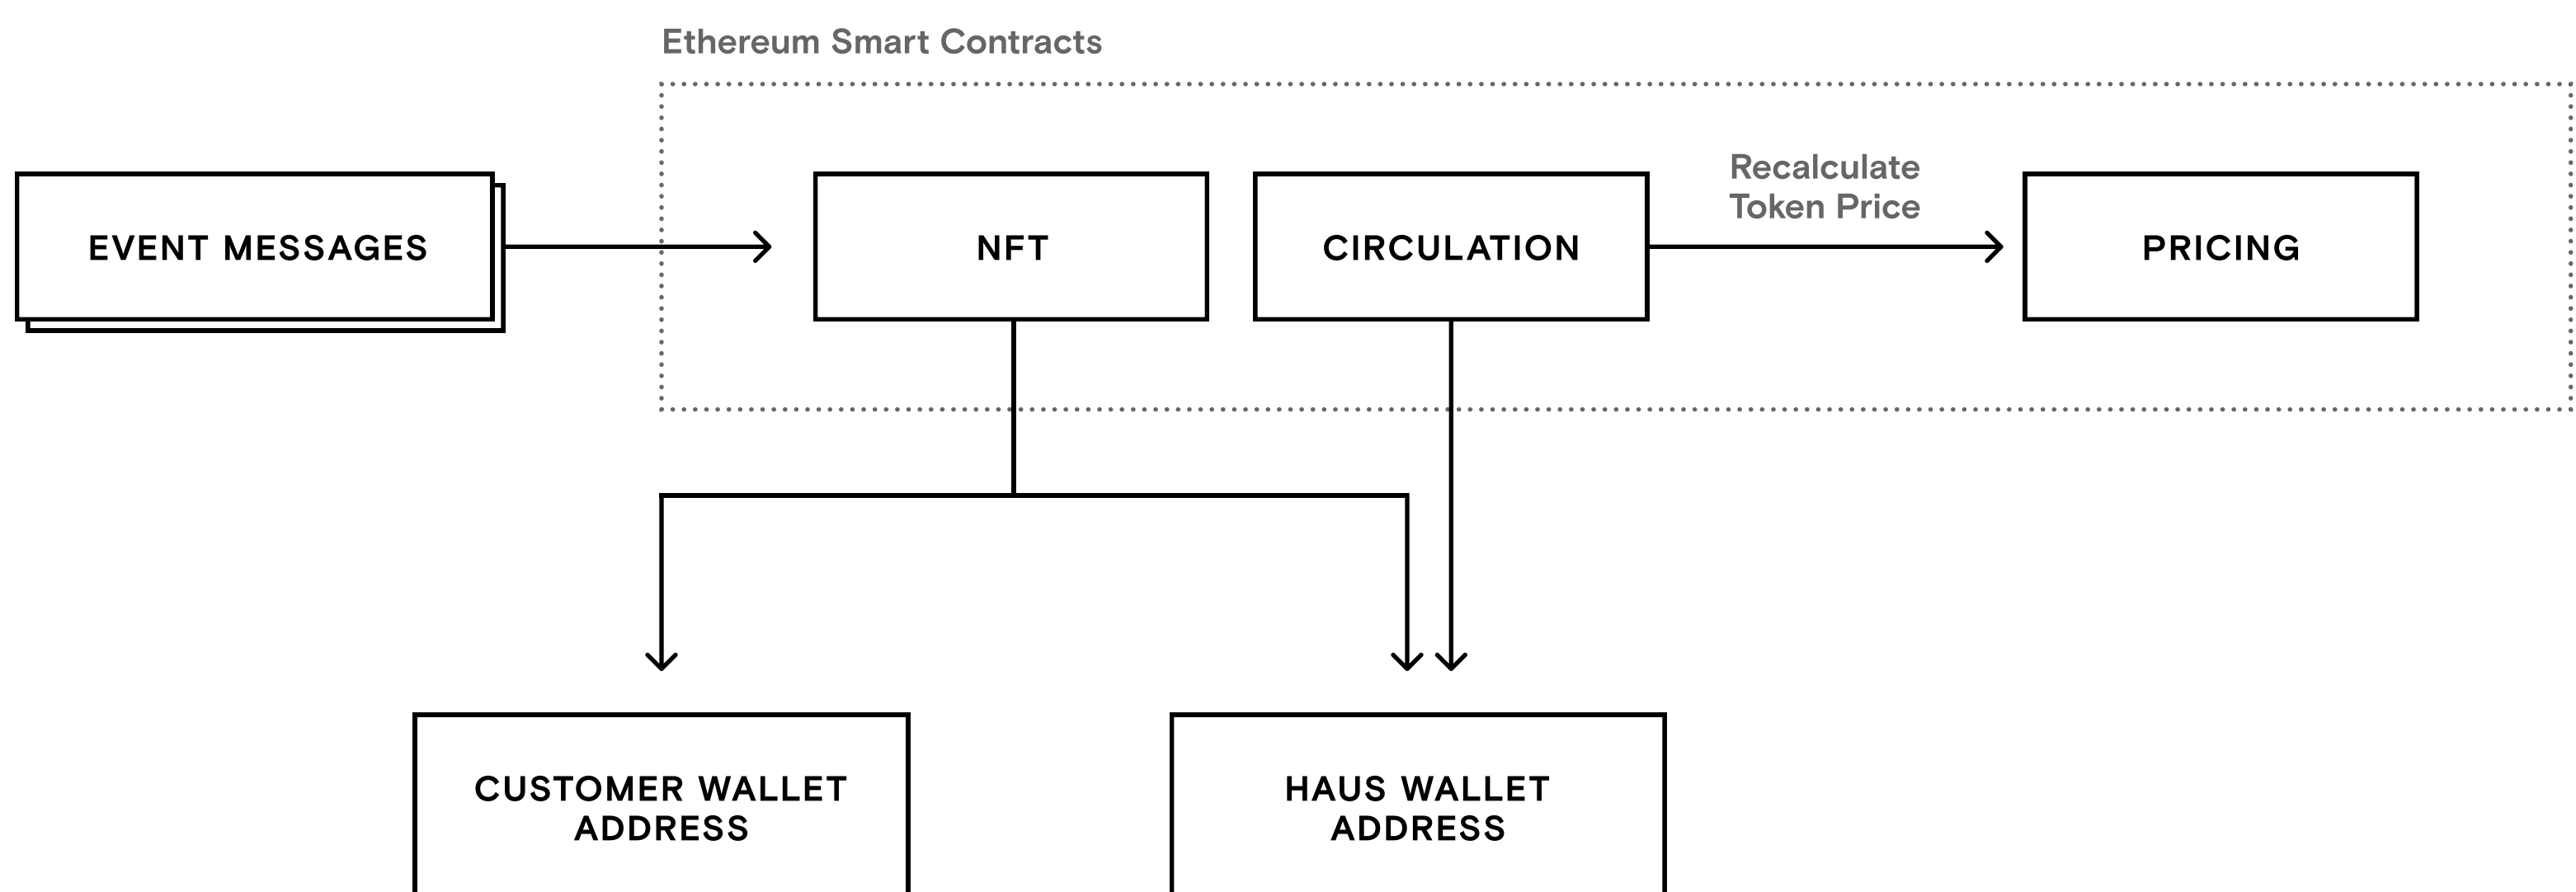 Ethereum Smart Contracts
Recalculate
Token Price
EVENT MESSAGES
NFT
CIRCULATION
PRICING
CUSTOMER WALLET
ADDRESS
HAUS WALLET
ADDRESS